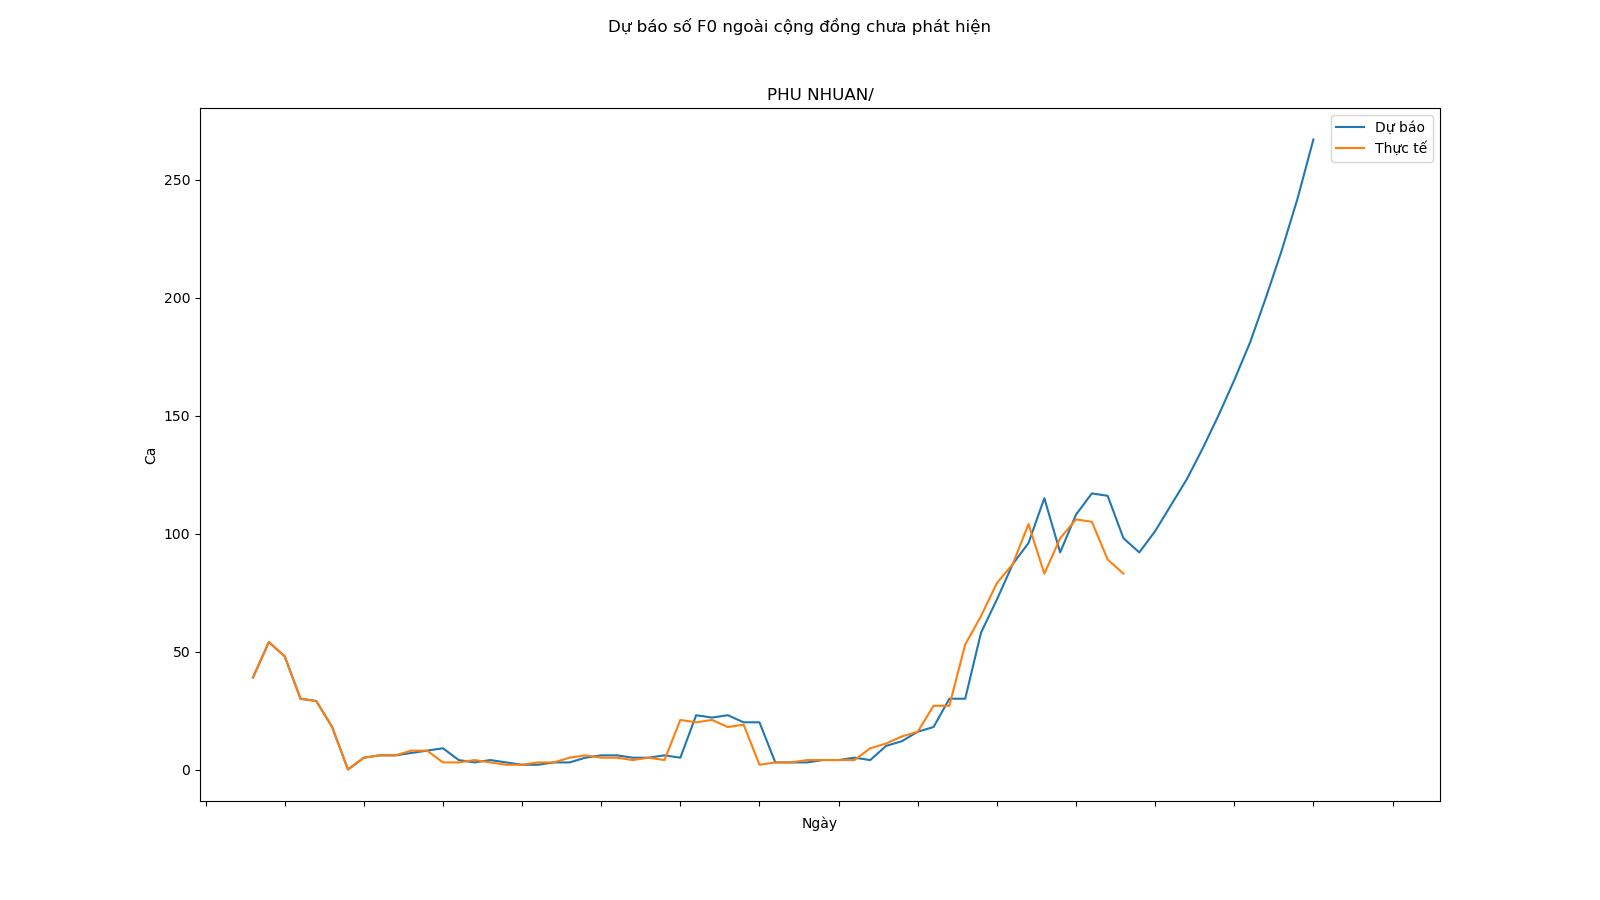 Dự báo số F0 ngoài cộng đồng chưa phát hiện
PHU NHUAN/
Dự báo
Thực tế
250
200
150
100
50
0
Ca
Ngày